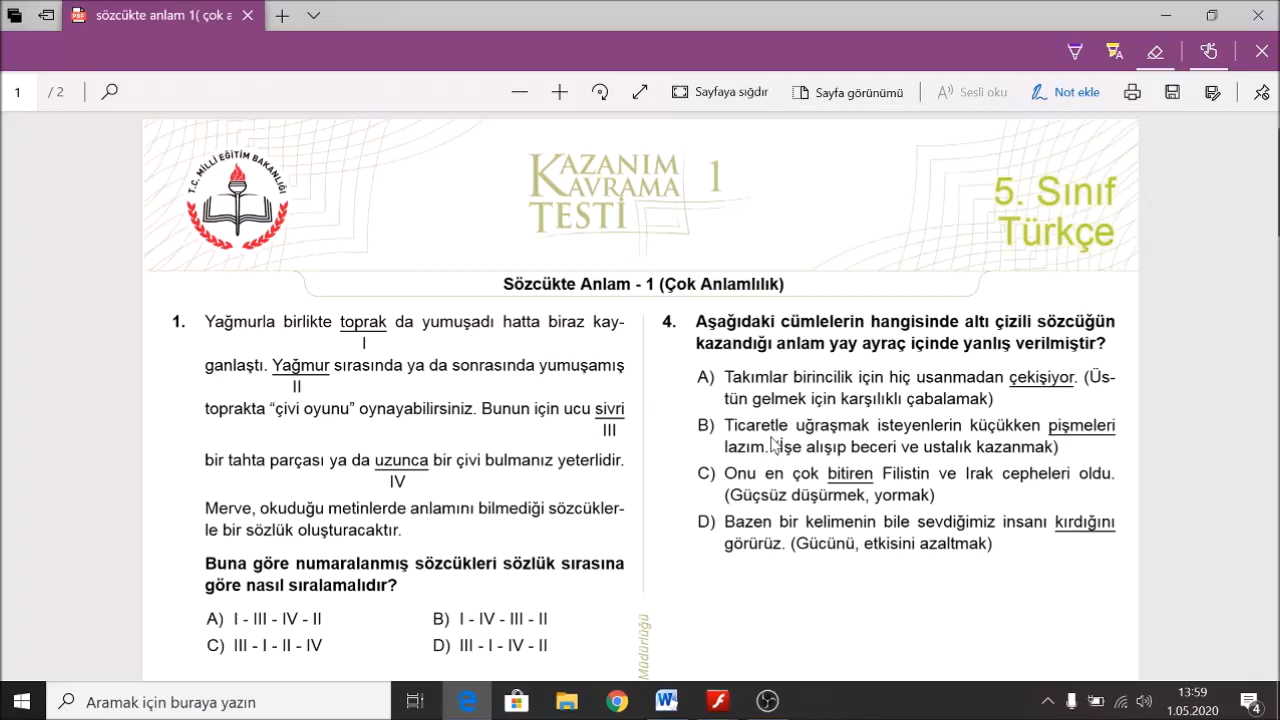 sözcükte anlam 1( çok a
1 / 2 Sayfaya sığdır Sayfa görünümü Sesli oku Not ekle
T.C. MİLLÎ EĞİTİM BAKANLIĞI
KAZANIM
KAVRAMA
TESTİ
1
5. Sınıf
Türkçe
Sözcükte Anlam - 1 (Çok Anlamlılık)
1. Yağmurla birlikte toprak da yumuşadı hatta biraz kay-
I
ganlaştı. Yağmur sırasında ya da sonrasında yumuşamış
II
toprakta “çivi oyunu” oynayabilirsiniz. Bunun için ucu sivri
III
bir tahta parçası ya da uzunca bir çivi bulmanız yeterlidir.
IV
Merve, okuduğu metinlerde anlamını bilmediği sözcükler-
le bir sözlük oluşturacaktır.
Buna göre numaralanmış sözcükleri sözlük sırasına
göre nasıl sıralamalıdır?
A) I - III - IV - II B) I - IV - III - II
C) III - I - II - IV D) III - I - IV - II
4. Aşağıdaki cümlelerin hangisinde altı çizili sözcüğün
kazandığı anlam yay ayraç içinde yanlış verilmiştir?
A) Takımlar birincilik için hiç usanmadan çekişiyor. (Üs-
tün gelmek için karşılıklı çabalamak)
B) Ticaretle uğraşmak isteyenlerin küçükken pişmeleri
lazım. İşe alışıp beceri ve ustalık kazanmak)
C) Onu en çok bitiren Filistin ve Irak cepheleri oldu.
(Güçsüz düşürmek, yormak)
D) Bazen bir kelimenin bile sevdiğimiz insanı kırdığını
görürüz. (Gücünü, etkisini azaltmak)
Müdürlüğü
Aramak için buraya yazın
13:59
1.05.2020
4